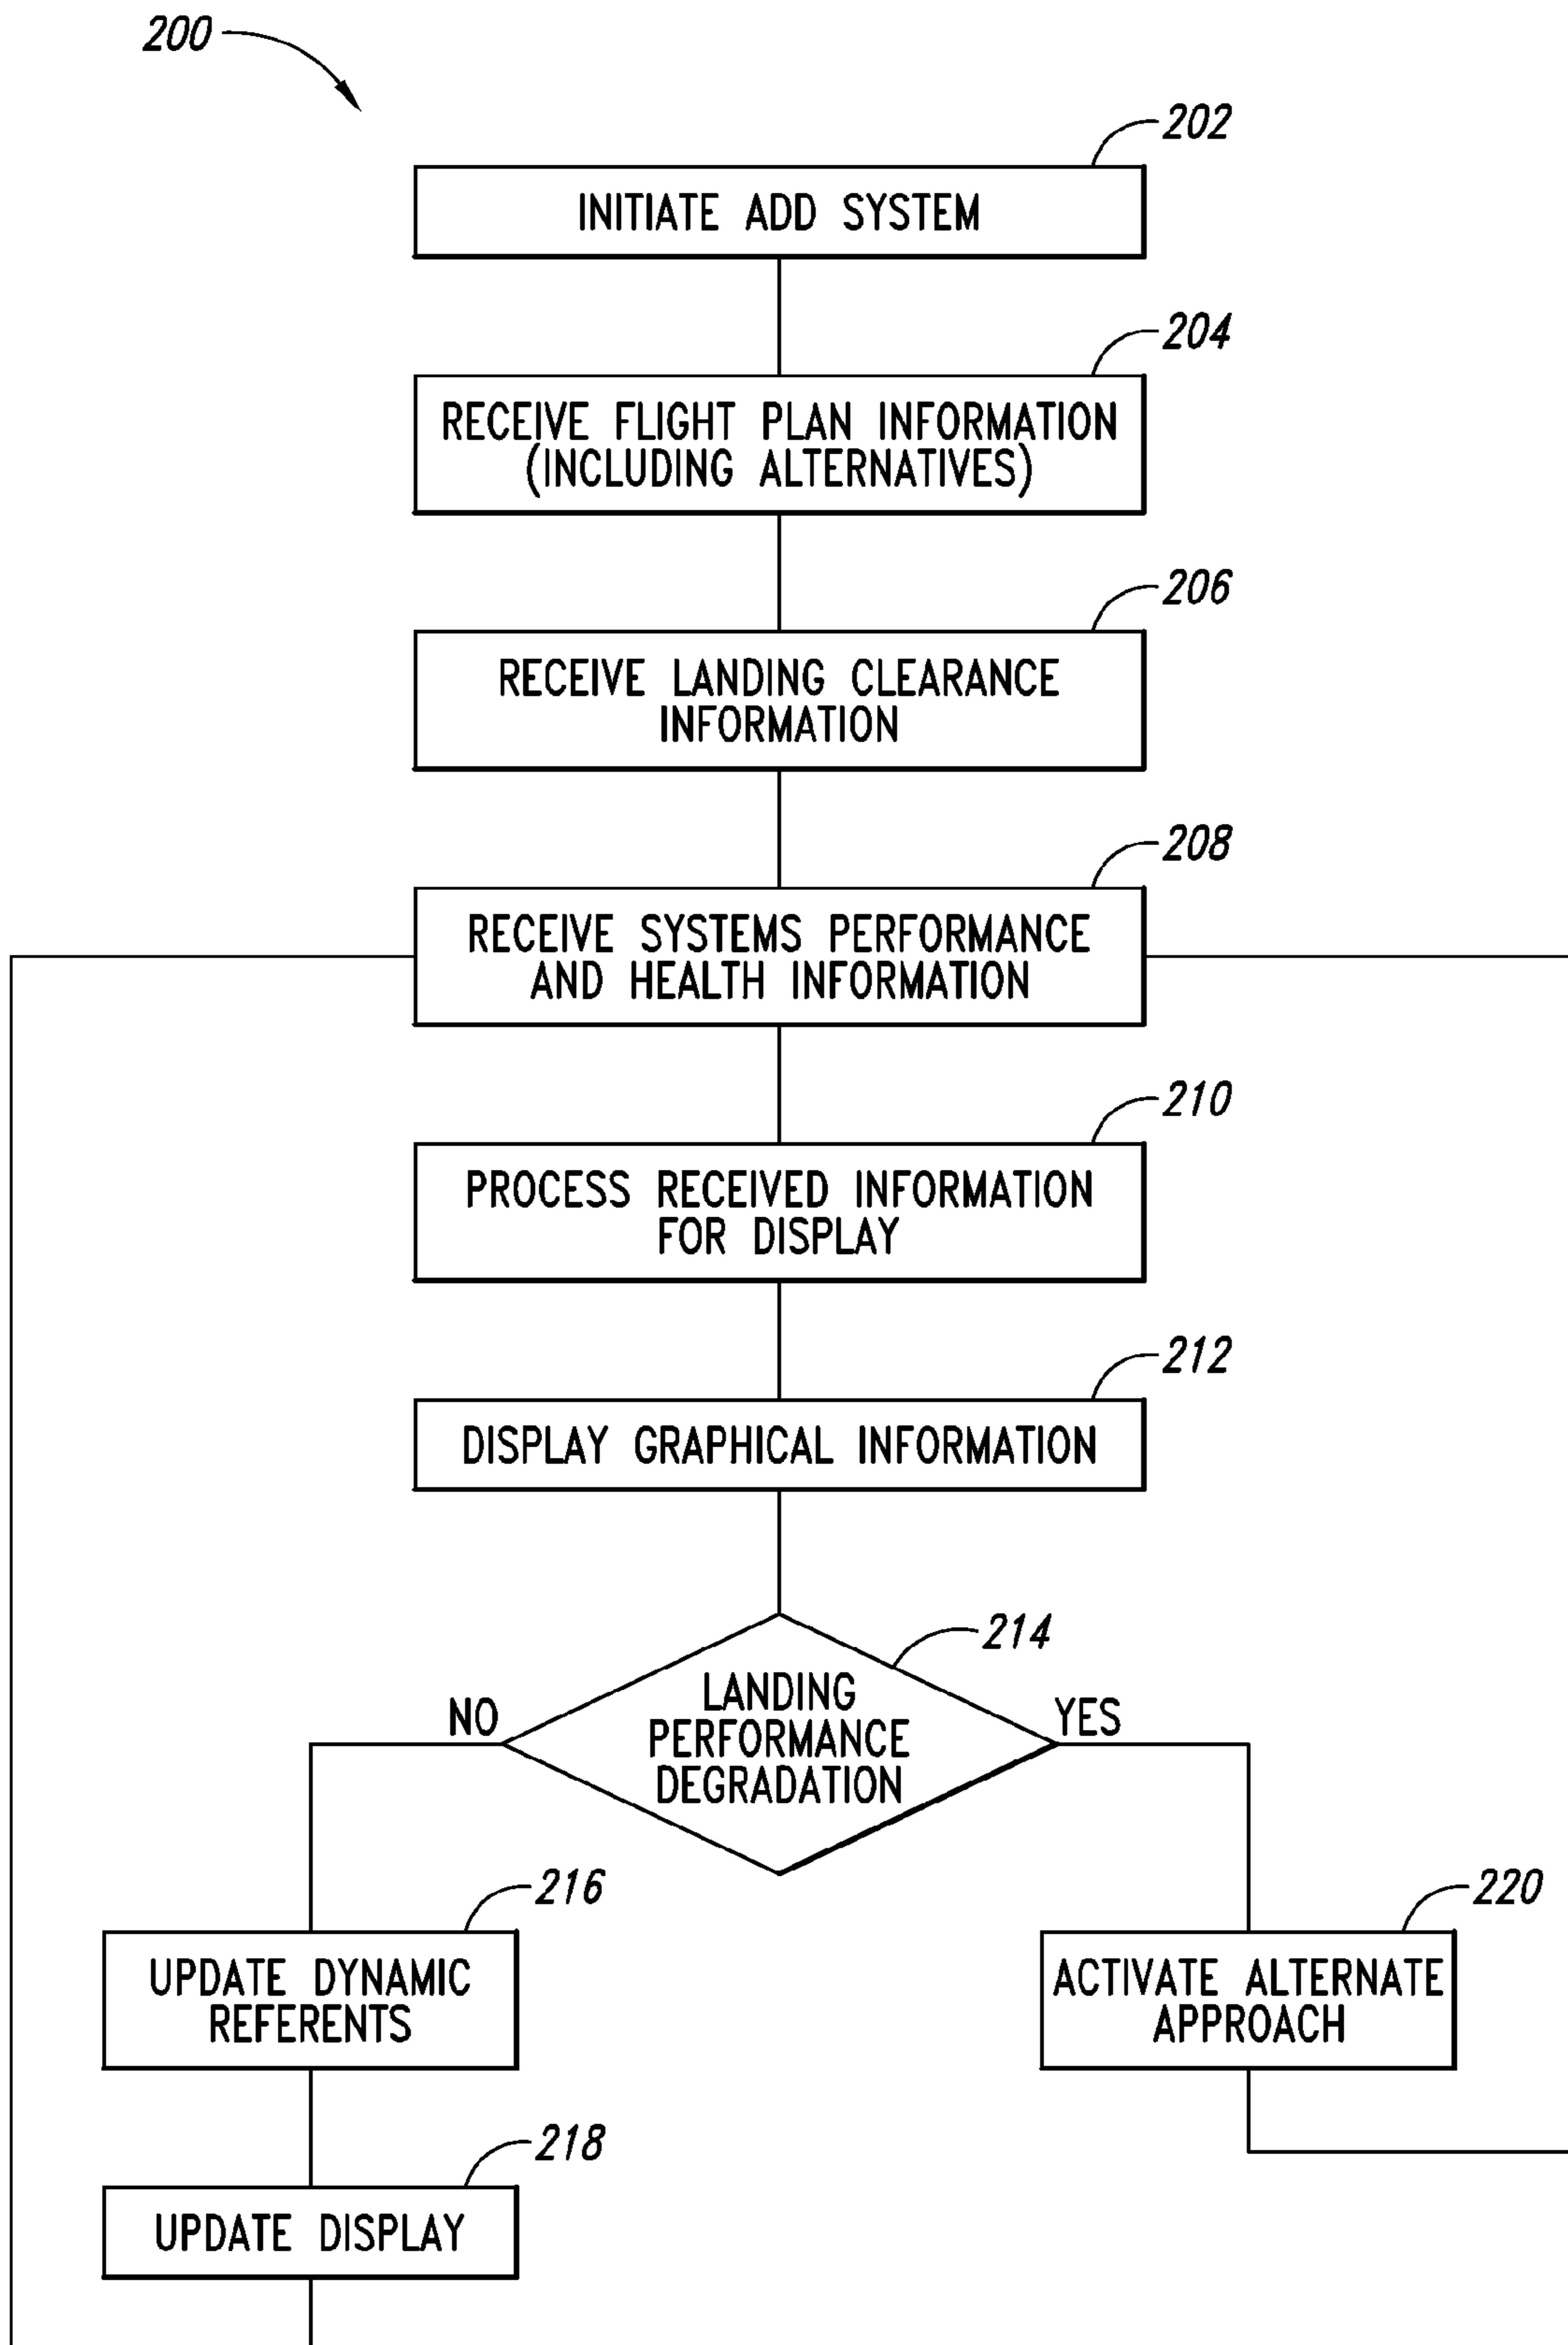 200
202
INITIATE ADD SYSTEM
204
RECEIVE FLIGHT PLAN INFORMATION
(INCLUDING ALTERNATIVES)
206
RECEIVE LANDING CLEARANCE
INFORMATION
208
RECEIVE SYSTEMS PERFORMANCE
AND HEALTH INFORMATION
210
PROCESS RECEIVED INFORMATION
FOR DISPLAY
212
DISPLAY GRAPHICAL INFORMATION
214
LANDING
PERFORMANCE
DEGRADATION
NO
YES
216
UPDATE DYNAMIC
REFERENTS
220
ACTIVATE ALTERNATE
APPROACH
218
UPDATE DISPLAY